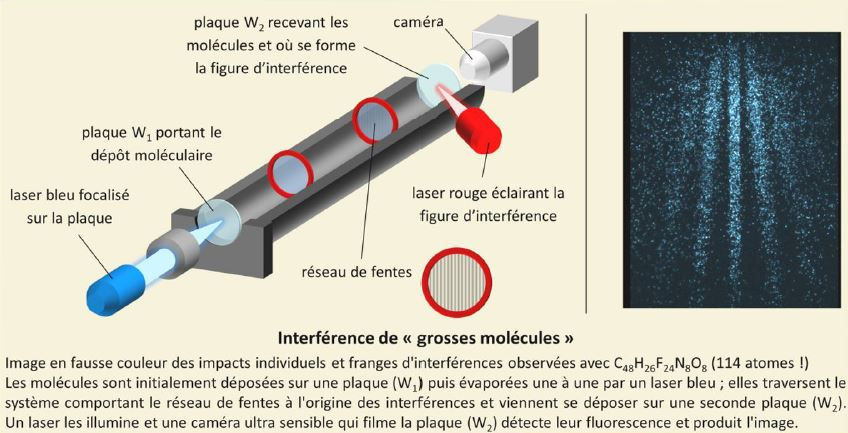 plaque W₂ recevant les
molécules et où se forme
la figure d'interférence
caméra
plaque W₁ portant le
dépôt moléculaire
laser bleu focalisé
sur la plaque
laser rouge éclairant la
figure d'interférence
réseau de fentes
Interférence de « grosses molécules »
Image en fausse couleur des impacts individuels et franges d'interférences observées avec C₄₈H₂₆F₂₄N₈O₈ (114 atomes !)
Les molécules sont initialement déposées sur une plaque (W₁) puis évaporées une à une par un laser bleu ; elles traversent le
système comportant le réseau de fentes à l'origine des interférences et viennent se déposer sur une seconde plaque (W₂).
Un laser les illumine et une caméra ultra sensible qui filme la plaque (W₂) détecte leur fluorescence et produit l'image.